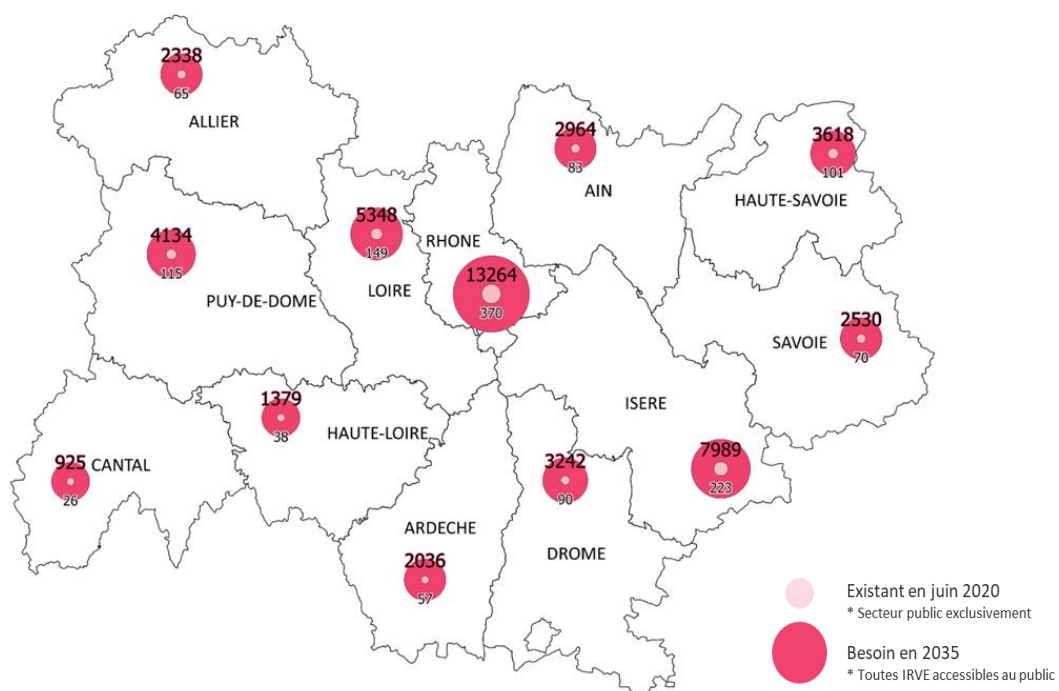 2338
65
ALLIER
2964
83
AIN
3618
101
HAUTE-SAVOIE
4134
115
PUY-DE-DOME
5348
149
LOIRE
RHONE
13264
370
2530
SAVOIE
70
1379
38
HAUTE-LOIRE
ISERE
7989
223
925
CANTAL
26
3242
90
DROME
ARDECHE
2036
57
Existant en juin 2020
* Secteur public exclusivement
Besoin en 2035
* Toutes IRVE accessibles au public